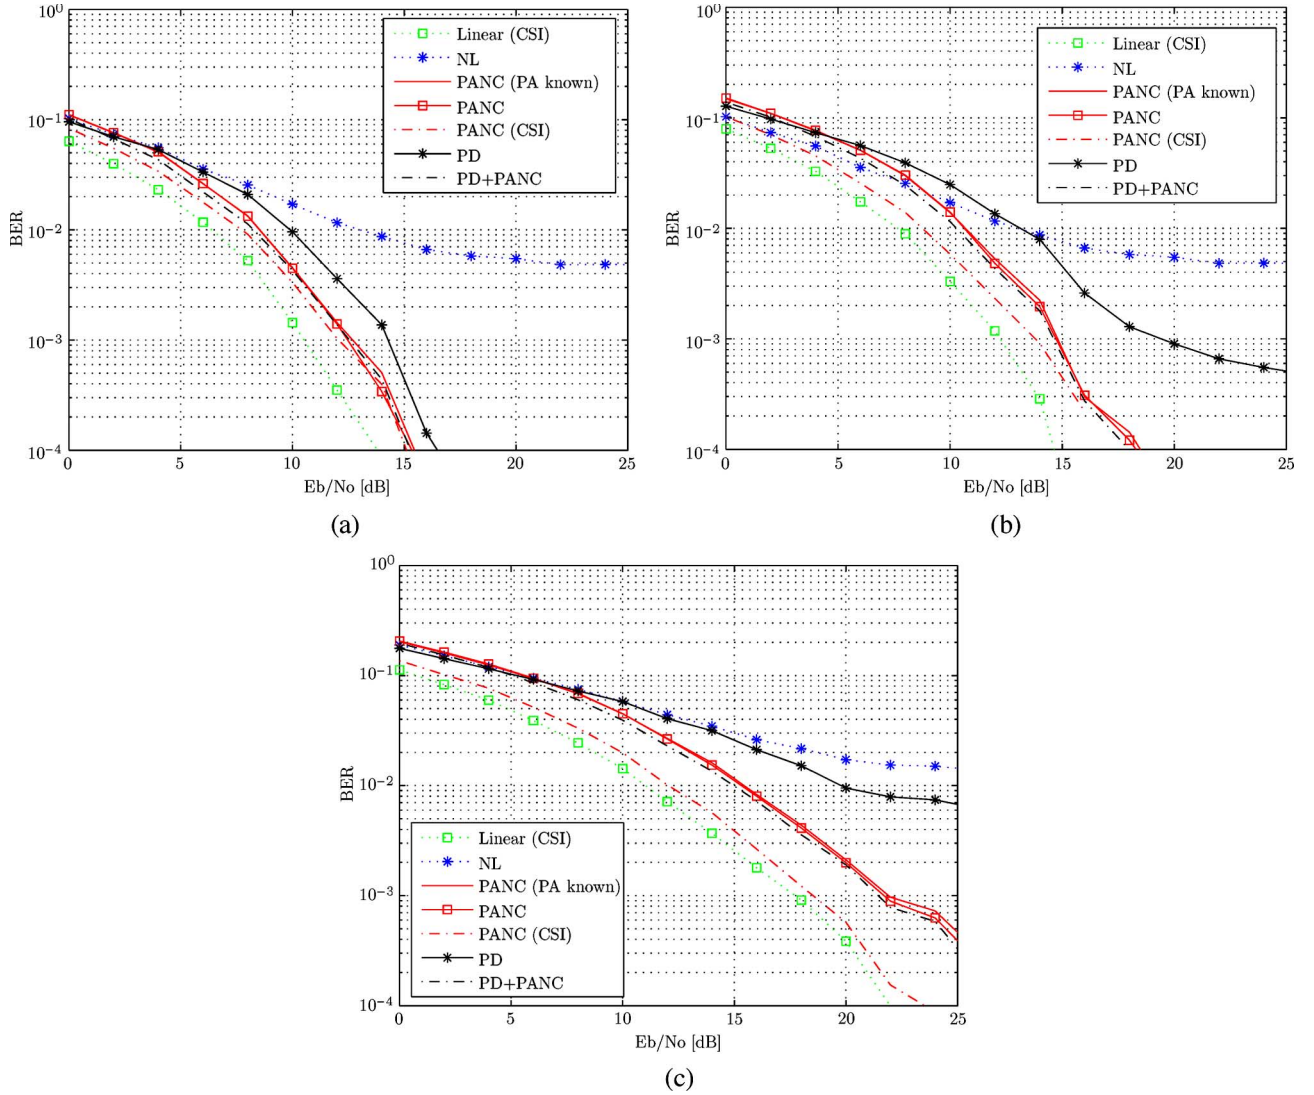 10^0
10^-1
10^-2
10^-3
10^-4
BER
0 5 10 15 20 25
Eb/No [dB]
Linear (CSI)
NL
PANC (PA known)
PANC
PANC (CSI)
PD
PD+PANC
(a)
10^0
10^-1
10^-2
10^-3
10^-4
BER
0 5 10 15 20 25
Eb/No [dB]
Linear (CSI)
NL
PANC (PA known)
PANC
PANC (CSI)
PD
PD+PANC
(b)
10^0
10^-1
10^-2
10^-3
10^-4
BER
0 5 10 15 20 25
Eb/No [dB]
Linear (CSI)
NL
PANC (PA known)
PANC
PANC (CSI)
PD
PD+PANC
(c)